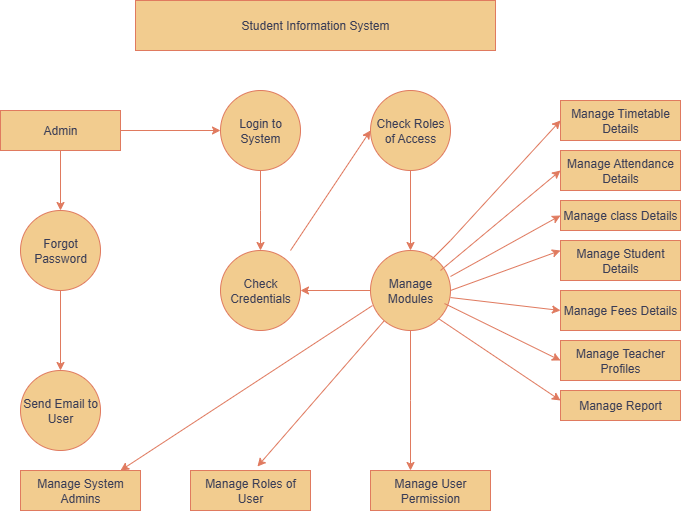 Student Information System
Admin
Login to
System
Check Roles
of Access
Manage Timetable
Details
Manage Attendance
Details
Manage class Details
Manage Student
Details
Manage Fees Details
Manage Teacher
Profiles
Manage Report
Forgot
Password
Check
Credentials
Manage
Modules
Send Email to
User
Manage System
Admins
Manage Roles of
User
Manage User
Permission